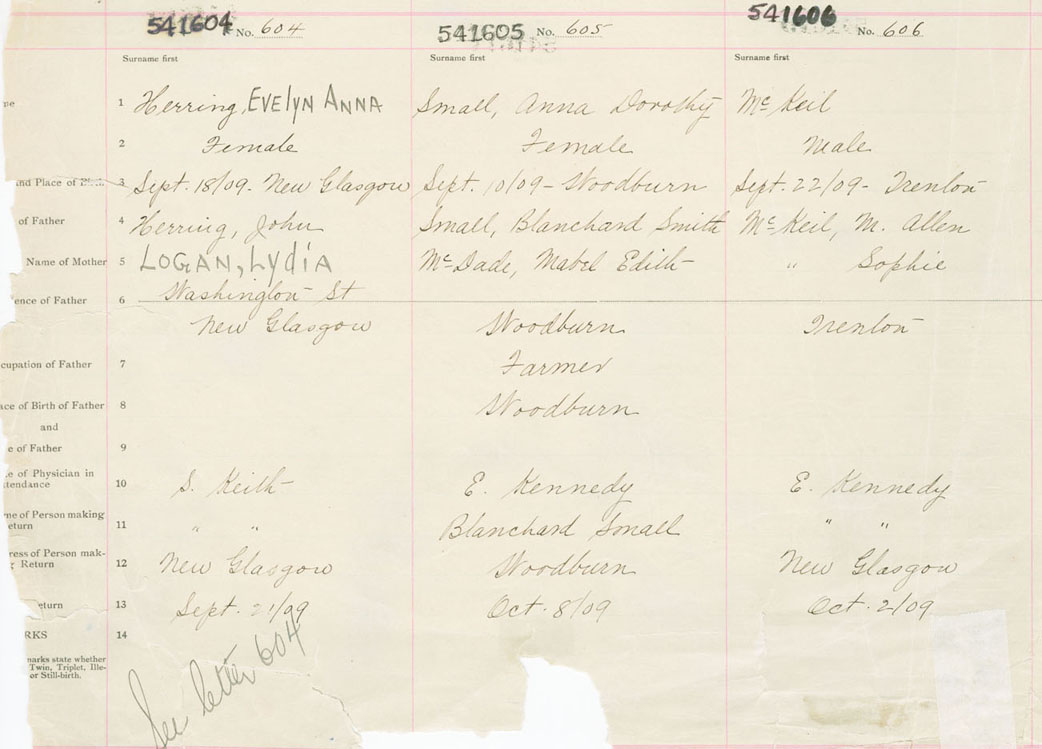 541604 No. 604 541605 No. 605 541606 No. 606
Surname first Surname first Surname first
me 1 Herring, EVELYN ANNA Small, Anna Dorothy Mc Keil
2 Female Female Male
and Place of 3 Sept. 18/09 - New Glasgow Sept. 10/09 - Woodburn Sept. 22/09 - Trenton
of Father 4 Herring, John Small, Blanchard Smith Mc Keil, M. Allen
Name of Mother 5 LOGAN, LYdiA Mc Dade, Mabel Edith " Sophie
ence of Father 6 Washington St
New Glasgow Woodburn Trenton
cupation of Father 7 Farmer
ace of Birth of Father 8 Woodburn
and
e of Father 9
e of Physician in
ttendance 10 S. Keith E. Kennedy E. Kennedy
me of Person making
eturn 11 " " Blanchard Small " "
ress of Person mak-
Return 12 New Glasgow Woodburn New Glasgow
eturn 13 Sept. 21/09 Oct. 8/09 Oct. 2/09
RKS 14
marks state whether
Twin, Triplet, Ille-
or Still-birth.
See letter 604